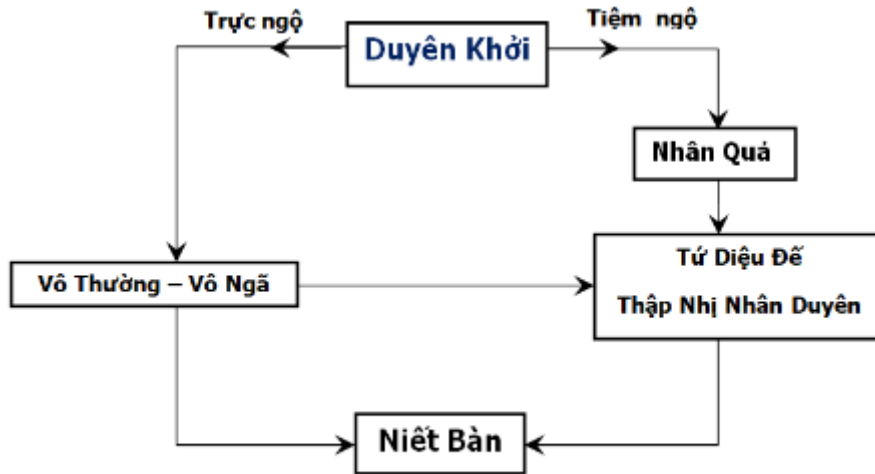 Trực ngộ
Duyên Khởi
Tiệm ngộ
Nhân Quả
Vô Thường – Vô Ngã
Tứ Diệu Đế
Thập Nhị Nhân Duyên
Niết Bàn